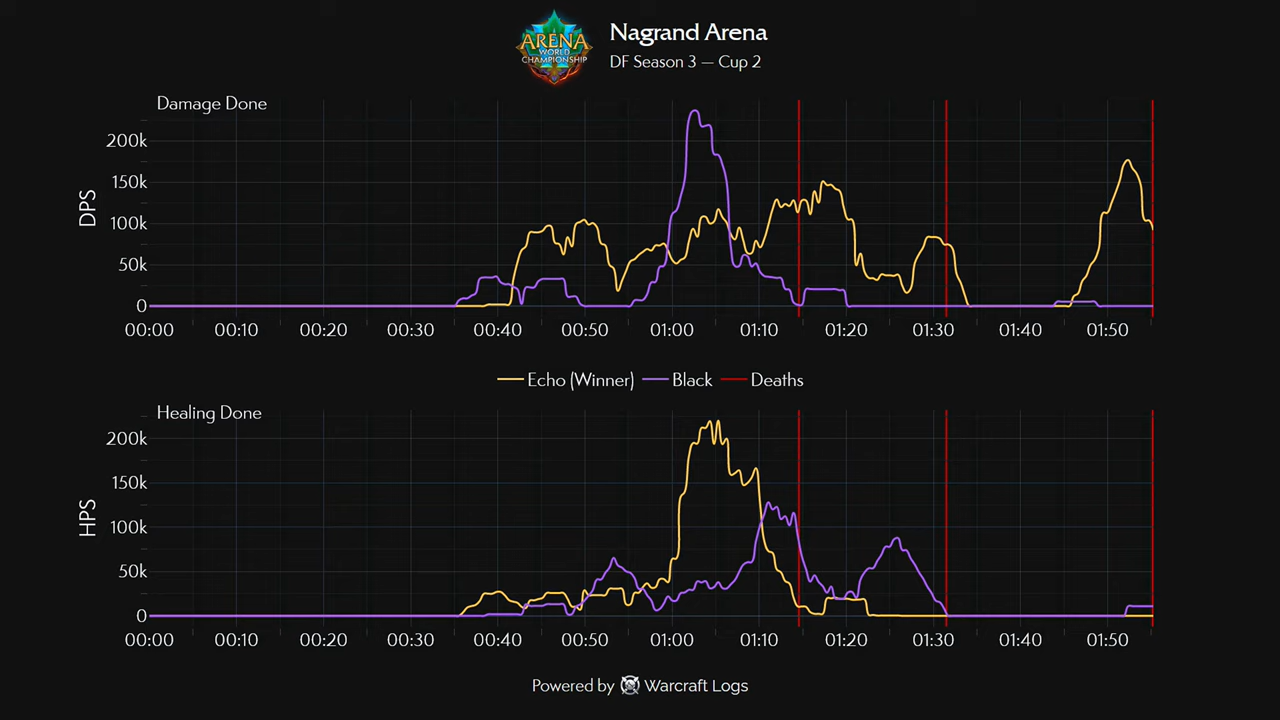 ARENA
WORLD
CHAMPIONSHIP
Nagrand Arena
DF Season 3 — Cup 2
Damage Done
DPS
200k
150k
100k
50k
0
00:00 00:10 00:20 00:30 00:40 00:50 01:00 01:10 01:20 01:30 01:40 01:50
Echo (Winner) Black Deaths
Healing Done
HPS
200k
150k
100k
50k
0
00:00 00:10 00:20 00:30 00:40 00:50 01:00 01:10 01:20 01:30 01:40 01:50
Powered by Warcraft Logs